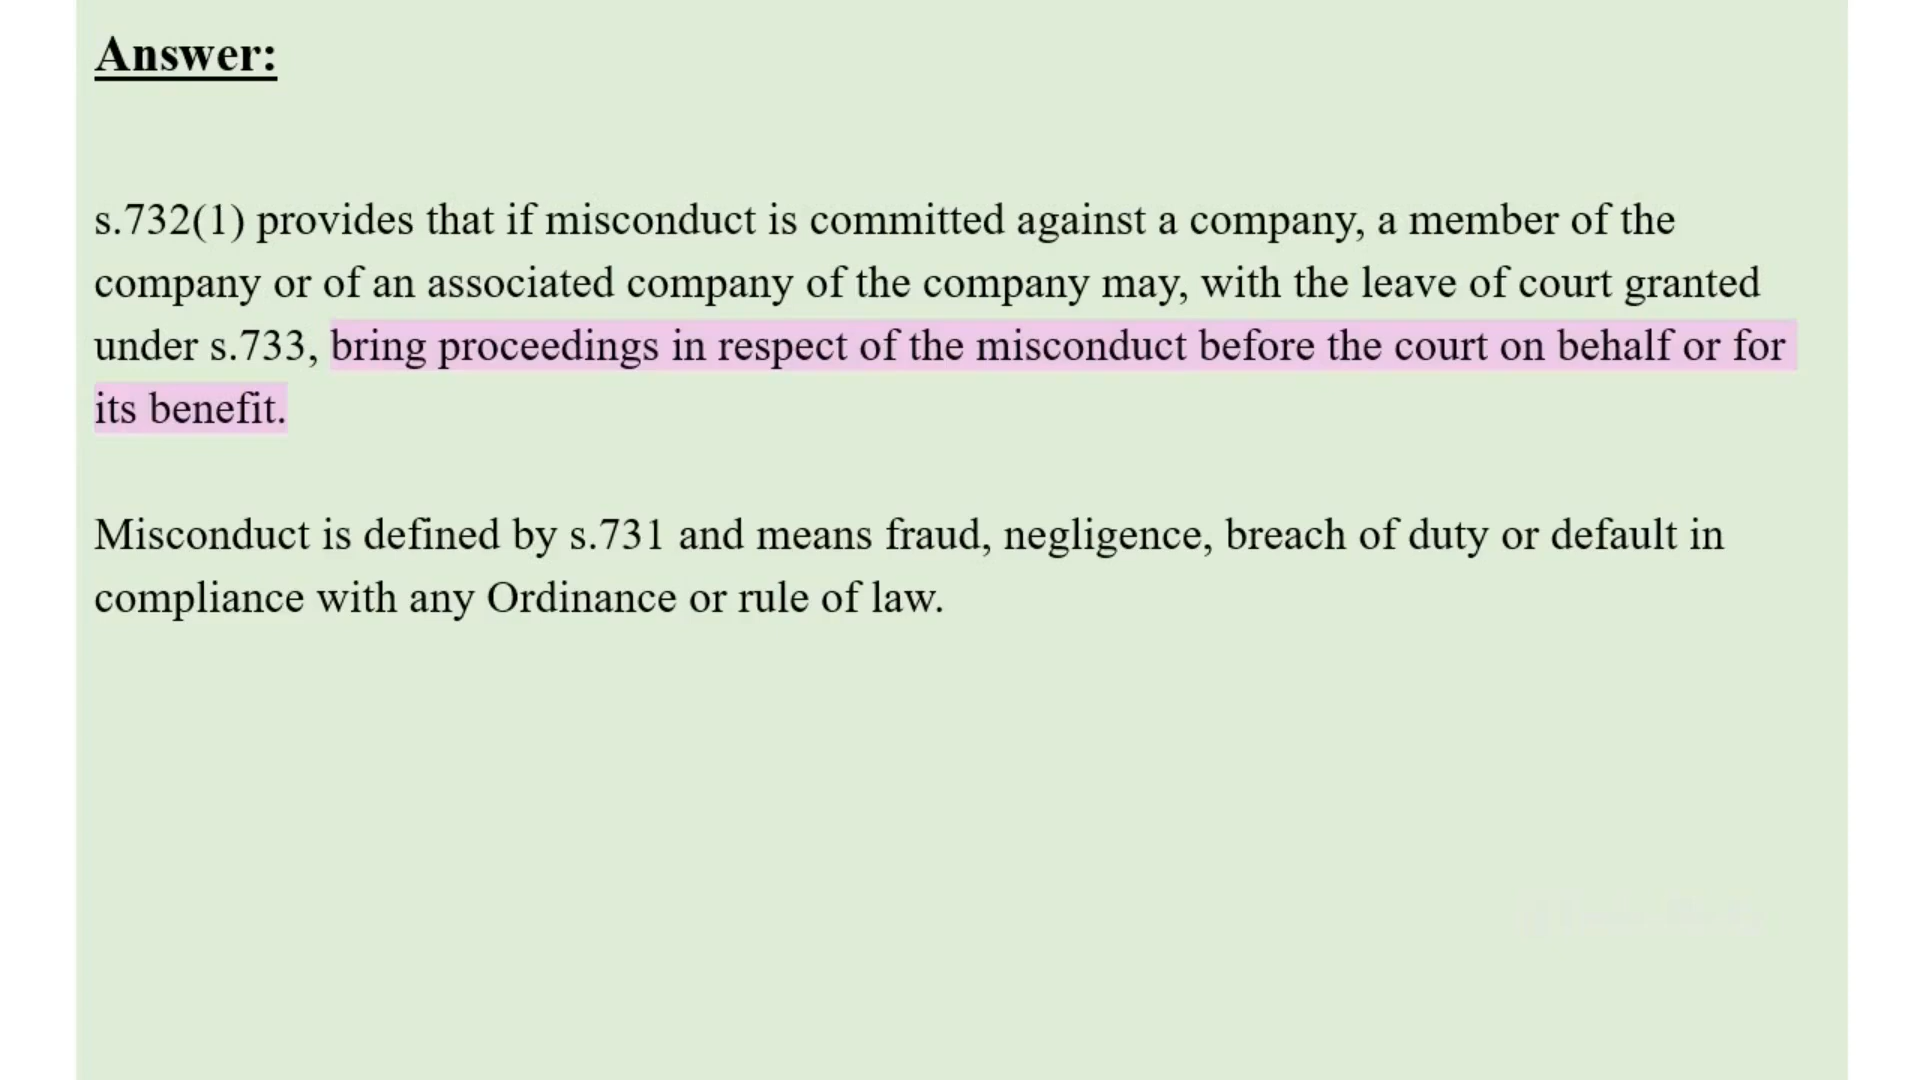 Answer:
s.732(1) provides that if misconduct is committed against a company, a member of the
company or of an associated company of the company may, with the leave of court granted
under s.733, bring proceedings in respect of the misconduct before the court on behalf or for
its benefit.
Misconduct is defined by s.731 and means fraud, negligence, breach of duty or default in
compliance with any Ordinance or rule of law.